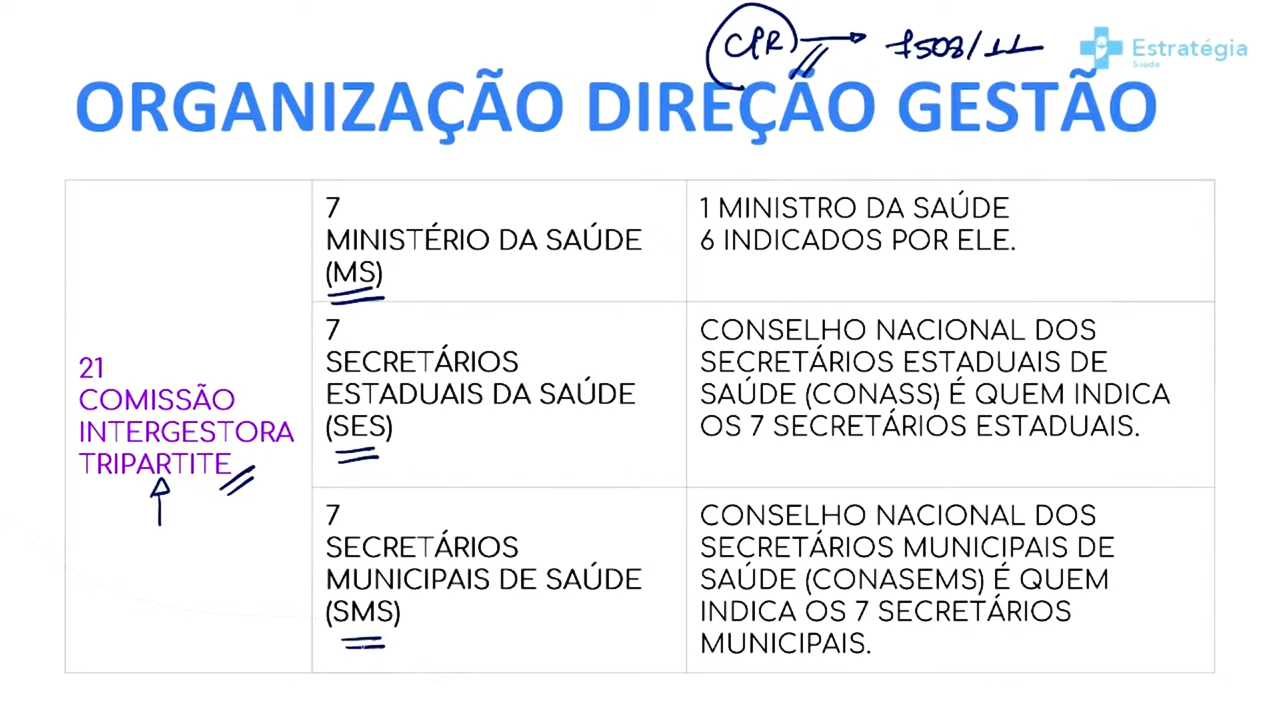 CIR → 7508/11
Estratégia
Saúde
ORGANIZAÇÃO DIREÇÃO GESTÃO
21
COMISSÃO
INTERGESTORA
TRIPARTITE
7
MINISTÉRIO DA SAÚDE
(MS)
1 MINISTRO DA SAÚDE
6 INDICADOS POR ELE.
7
SECRETÁRIOS
ESTADUAIS DA SAÚDE
(SES)
CONSELHO NACIONAL DOS
SECRETÁRIOS ESTADUAIS DE
SAÚDE (CONASS) É QUEM INDICA
OS 7 SECRETÁRIOS ESTADUAIS.
7
SECRETÁRIOS
MUNICIPAIS DE SAÚDE
(SMS)
CONSELHO NACIONAL DOS
SECRETÁRIOS MUNICIPAIS DE
SAÚDE (CONASEMS) É QUEM
INDICA OS 7 SECRETÁRIOS
MUNICIPAIS.